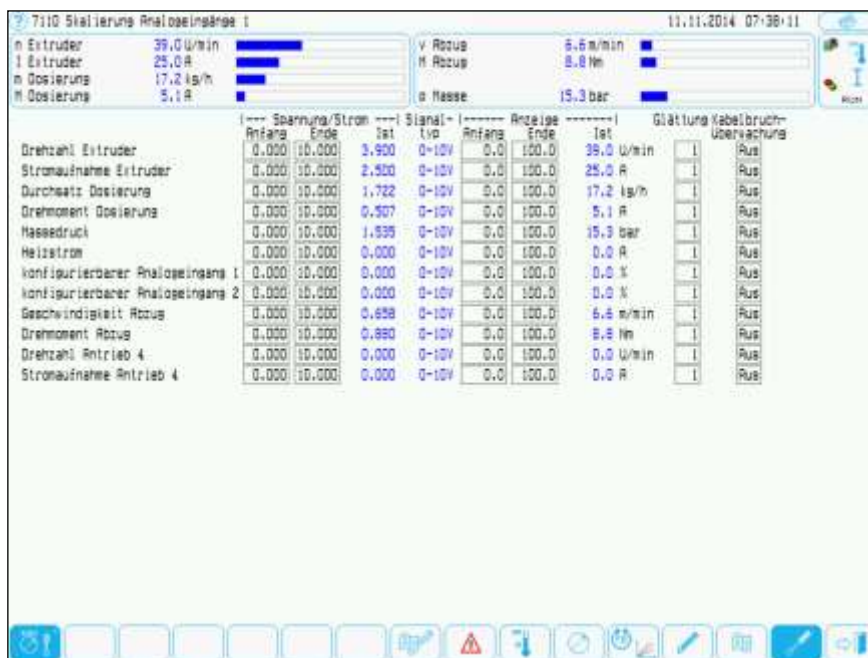 7110 Skalierung Analogeingänge 1 11.11.2014 07:38:11
n Extruder 39.0 U/min v Abzug 6.6 m/min
I Extruder 25.0 A M Abzug 8.8 Nm
m Dosierung 17.2 kg/h
M Dosierung 5.1 A p Masse 15.3 bar
|--- Spannung/Strom ---| Signal- |------ Anzeige -------| Glättung Kabelbruch-
Anfang Ende Ist typ Anfang Ende Ist überwachung
Drehzahl Extruder 0.000 10.000 3.900 0-10V 0.0 100.0 39.0 U/min 1 Aus
Stromaufnahme Extruder 0.000 10.000 2.500 0-10V 0.0 100.0 25.0 A 1 Aus
Durchsatz Dosierung 0.000 10.000 1.722 0-10V 0.0 100.0 17.2 kg/h 1 Aus
Drehmoment Dosierung 0.000 10.000 0.507 0-10V 0.0 100.0 5.1 A 1 Aus
Massedruck 0.000 10.000 1.535 0-10V 0.0 100.0 15.3 bar 1 Aus
Heizstrom 0.000 10.000 0.000 0-10V 0.0 100.0 0.0 A 1 Aus
konfigurierbarer Analogeingang 1 0.000 10.000 0.000 0-10V 0.0 100.0 0.0 % 1 Aus
konfigurierbarer Analogeingang 2 0.000 10.000 0.000 0-10V 0.0 100.0 0.0 % 1 Aus
Geschwindigkeit Abzug 0.000 10.000 0.658 0-10V 0.0 100.0 6.6 m/min 1 Aus
Drehmoment Abzug 0.000 10.000 0.880 0-10V 0.0 100.0 8.8 Nm 1 Aus
Drehzahl Antrieb 4 0.000 10.000 0.000 0-10V 0.0 100.0 0.0 U/min 1 Aus
Stromaufnahme Antrieb 4 0.000 10.000 0.000 0-10V 0.0 100.0 0.0 A 1 Aus